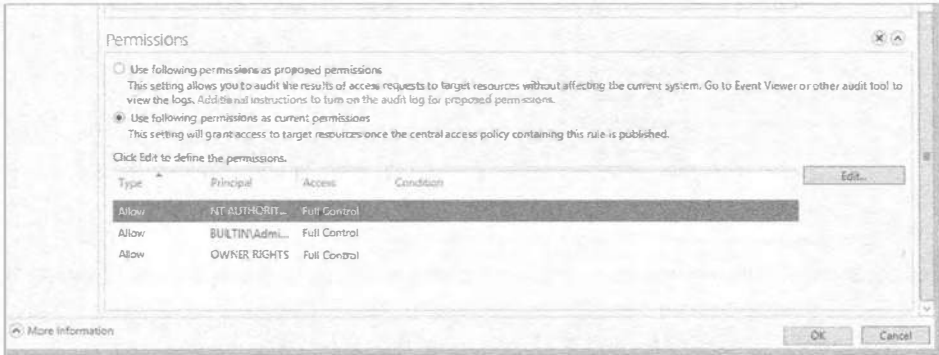 Permissions
Use following permissions as proposed permissions
This setting allows you to audit the results of access requests to target resources without affecting the current system. Go to Event Viewer or other audit tool to
view the logs. Additional instructions to turn on the audit log for proposed permissions.
Use following permissions as current permissions
This setting will grant access to target resources once the central access policy containing this rule is published.
Click Edit to define the permissions.
Edit...
Type Principal Access Condition
Allow NT AUTHORIT... Full Control
Allow BUILTIN\Admi... Full Control
Allow OWNER RIGHTS Full Control
More Information
OK Cancel